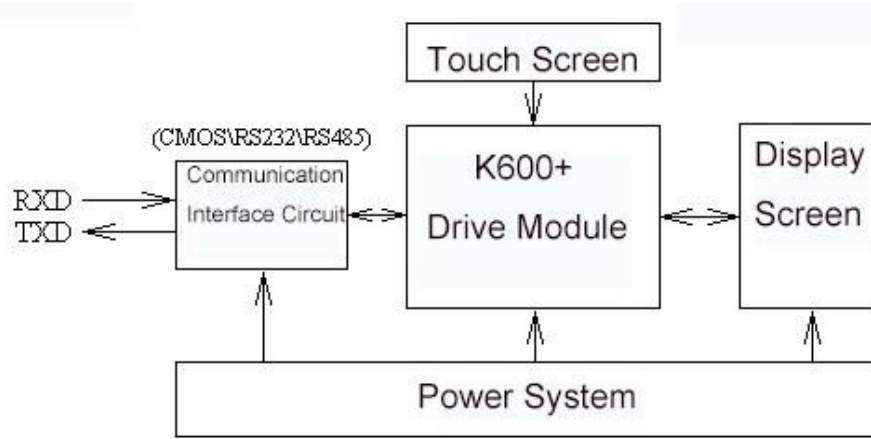 Touch Screen
(CMOS\RS232\RS485)
Communication
Interface Circuit
RXD
TXD
K600+
Drive Module
Display
Screen
Power System